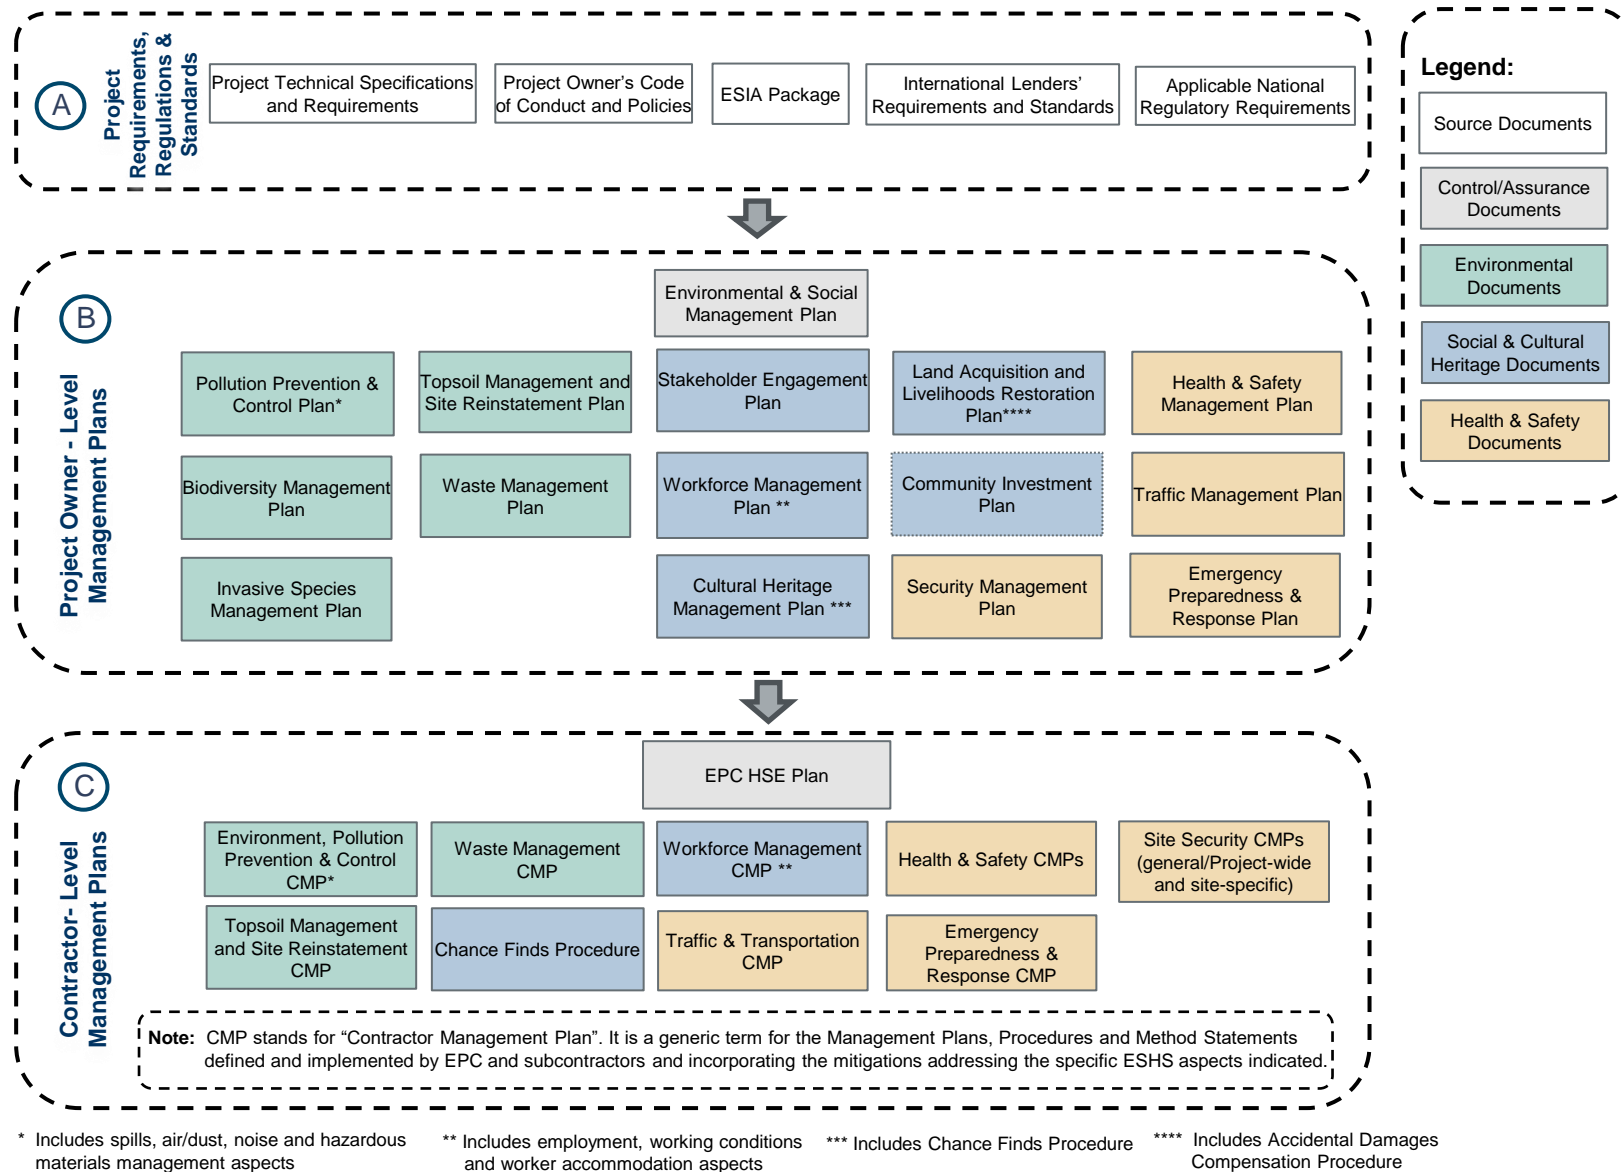 A
Project
Requirements,
Regulations &
Standards
Project Technical Specifications
and Requirements
Project Owner's Code
of Conduct and Policies
ESIA Package
International Lenders'
Requirements and Standards
Applicable National
Regulatory Requirements
Legend:
Source Documents
Control/Assurance
Documents
Environmental
Documents
Social & Cultural
Heritage Documents
Health & Safety
Documents
B
Project Owner - Level
Management Plans
Environmental & Social
Management Plan
Pollution Prevention &
Control Plan*
Topsoil Management and
Site Reinstatement Plan
Stakeholder Engagement
Plan
Land Acquisition and
Livelihoods Restoration
Plan****
Health & Safety
Management Plan
Biodiversity Management
Plan
Waste Management
Plan
Workforce Management
Plan **
Community Investment
Plan
Traffic Management Plan
Invasive Species
Management Plan
Cultural Heritage
Management Plan ***
Security Management
Plan
Emergency
Preparedness &
Response Plan
C
Contractor- Level
Management Plans
EPC HSE Plan
Environment, Pollution
Prevention & Control
CMP*
Waste Management
CMP
Workforce Management
CMP **
Health & Safety CMPs
Site Security CMPs
(general/Project-wide
and site-specific)
Topsoil Management
and Site Reinstatement
CMP
Chance Finds Procedure
Traffic & Transportation
CMP
Emergency
Preparedness &
Response CMP
Note: CMP stands for “Contractor Management Plan”. It is a generic term for the Management Plans, Procedures and Method Statements
defined and implemented by EPC and subcontractors and incorporating the mitigations addressing the specific ESHS aspects indicated.
* Includes spills, air/dust, noise and hazardous
materials management aspects
** Includes employment, working conditions
and worker accommodation aspects
*** Includes Chance Finds Procedure
**** Includes Accidental Damages
Compensation Procedure